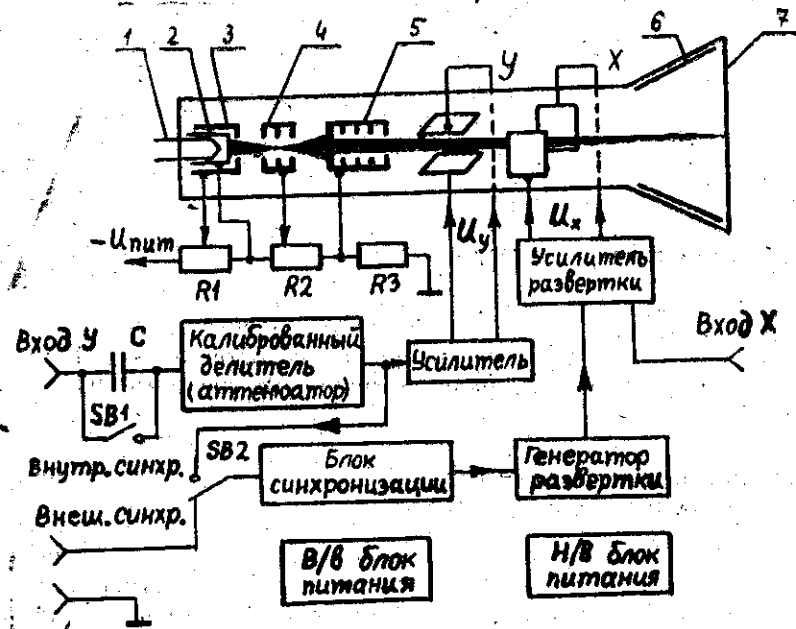 1 2 3 4 5 6 7
У X
-Uпит
R1 R2 R3
Uy Ux
Усилитель
развертки
Вход У C
Калиброванный
делитель
(аттенюатор)
Усилитель
Вход X
SB1
Внутр. синхр.
SB2
Блок
синхронизации
Генератор
развертки
Внеш. синхр.
В/в блок
питания
Н/В блок
питания